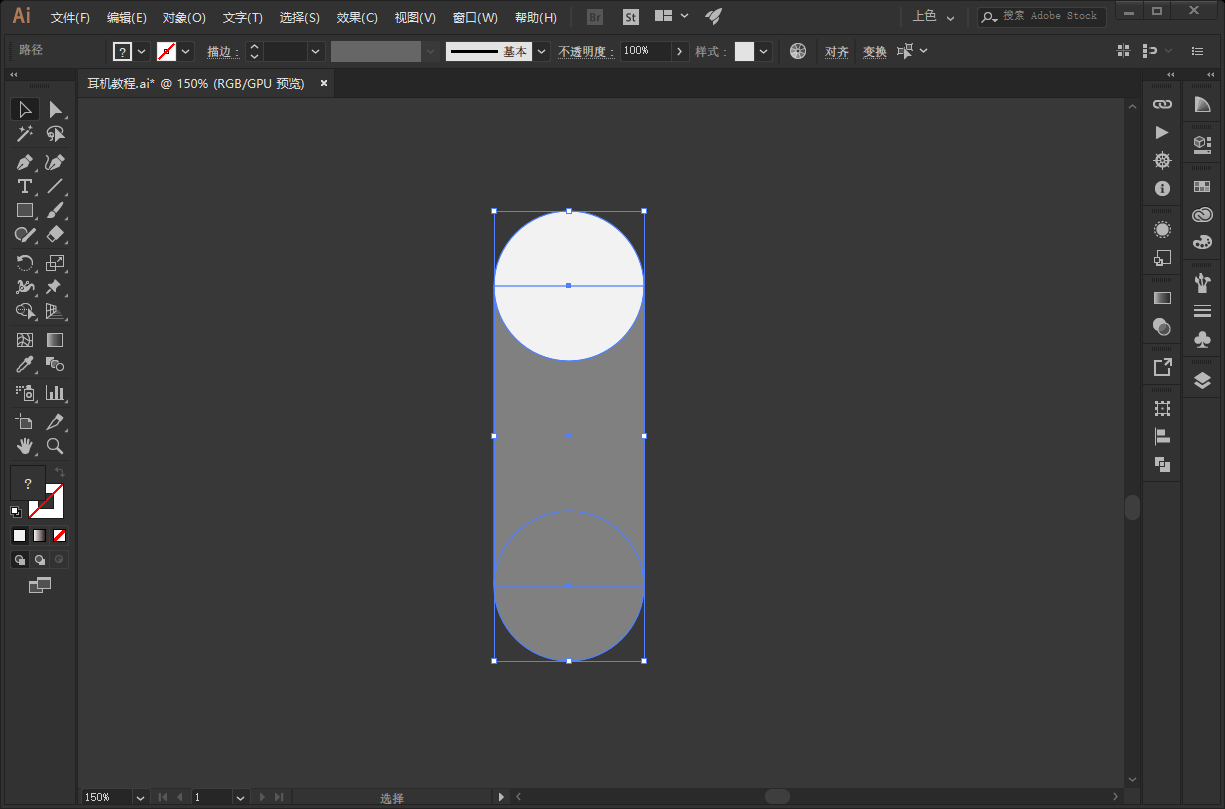 Ai 文件(F) 编辑(E) 对象(O) 文字(T) 选择(S) 效果(C) 视图(V) 窗口(W) 帮助(H) Br St 上色 搜索 Adobe Stock
路径 ? 描边： 基本 不透明度： 100% 样式： 对齐 变换
耳机教程.ai* @ 150% (RGB/GPU 预览) ×
T
?
150% 1 选择